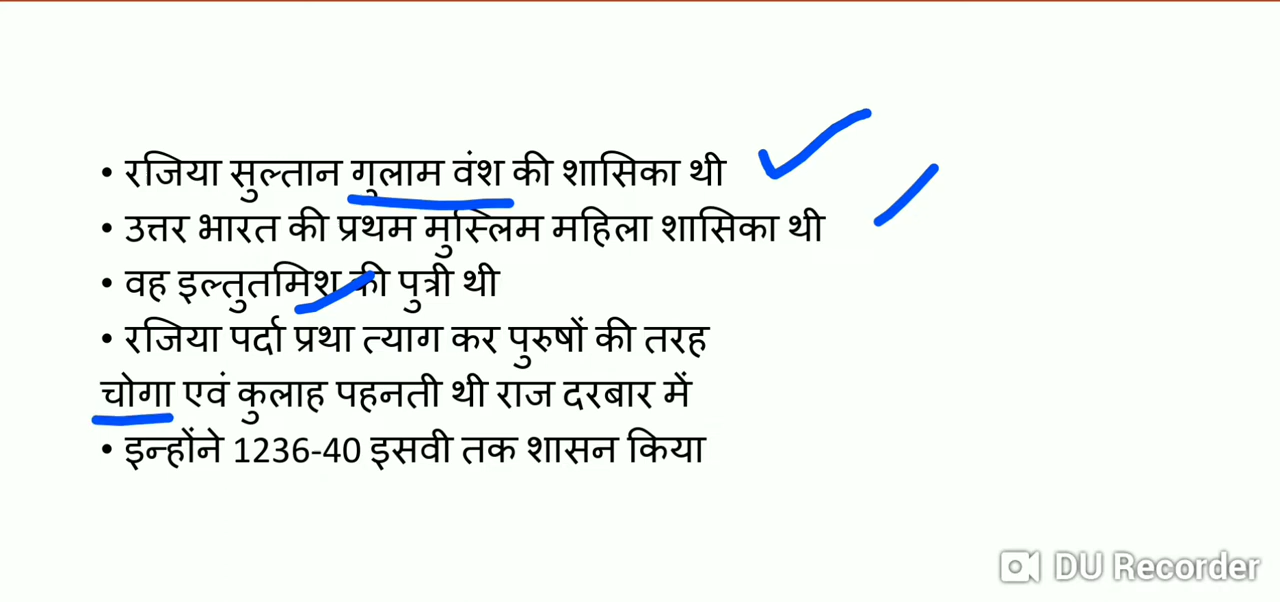 • रजिया सुल्तान गुलाम वंश की शासिका थी
• उत्तर भारत की प्रथम मुस्लिम महिला शासिका थी
• वह इल्तुतमिश की पुत्री थी
• रजिया पर्दा प्रथा त्याग कर पुरुषों की तरह
चोगा एवं कुलाह पहनती थी राज दरबार में
• इन्होंने 1236-40 इसवी तक शासन किया
DU Recorder